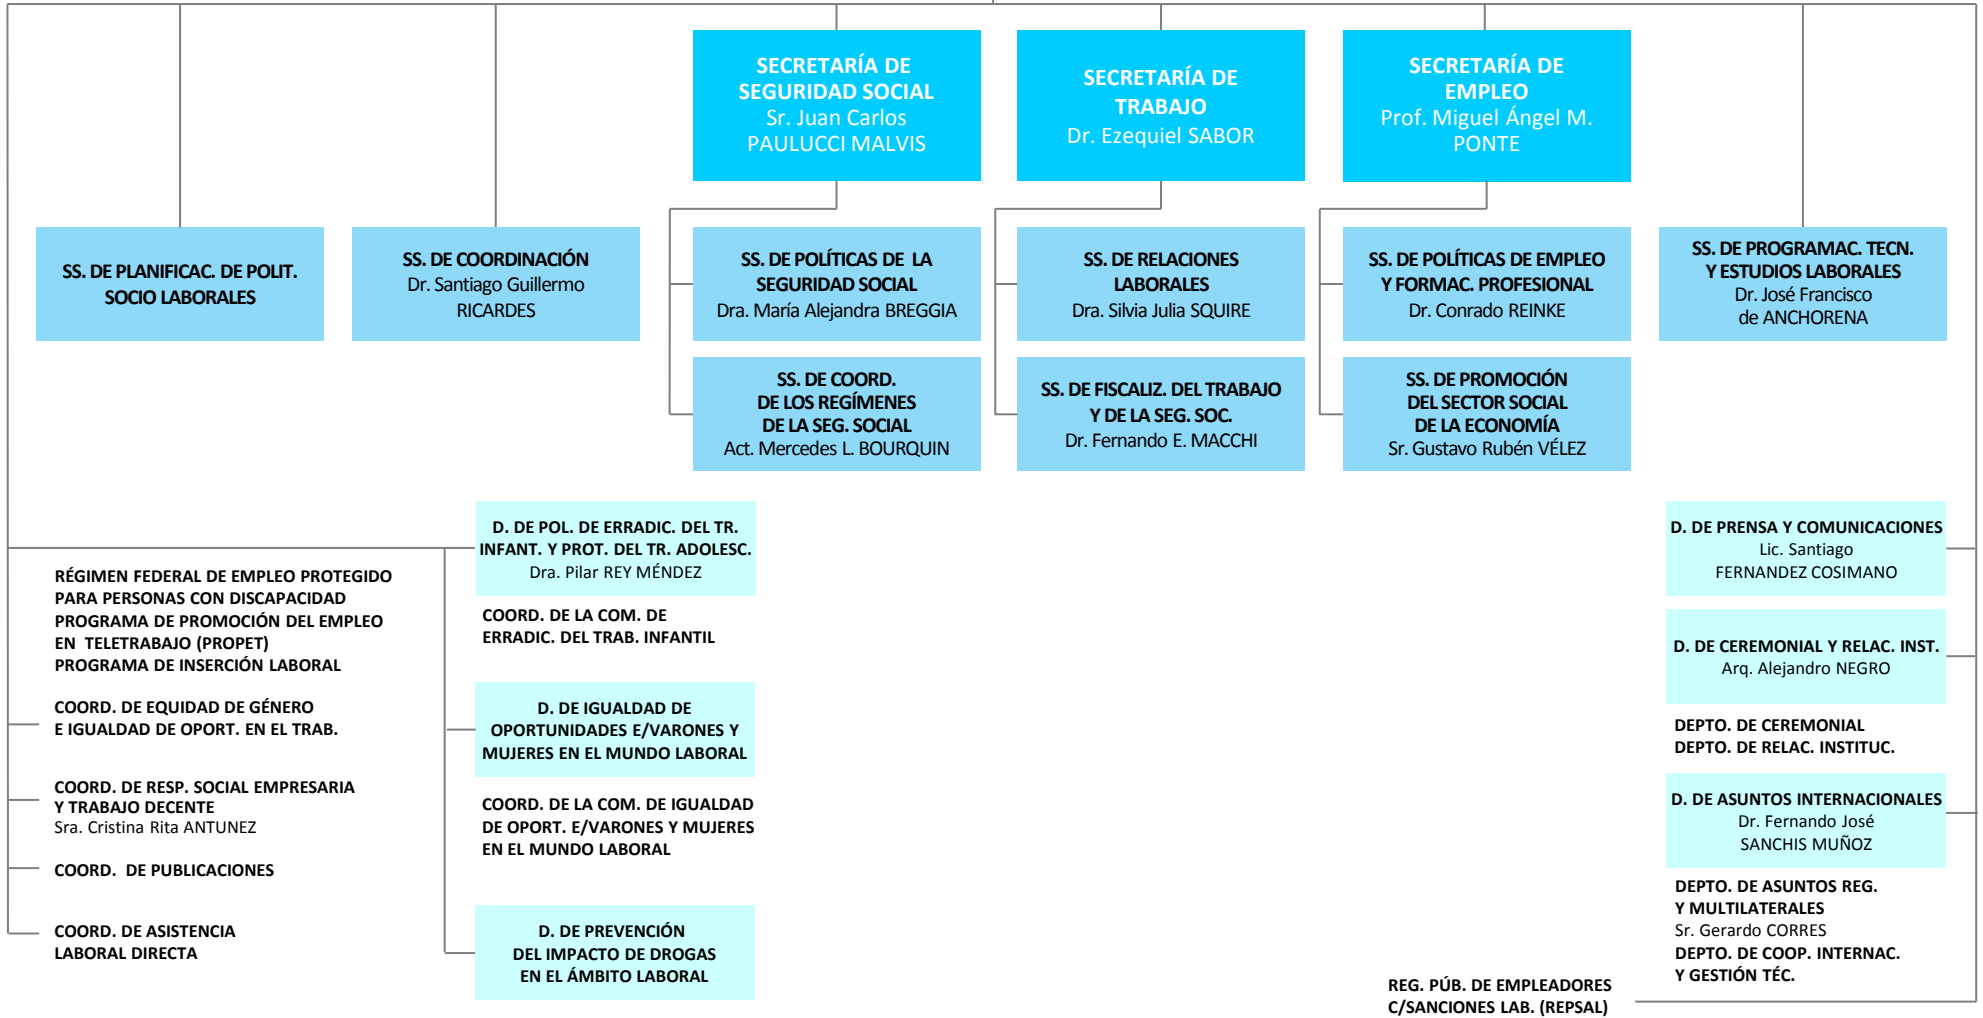 SECRETARÍA DE
SEGURIDAD SOCIAL
Sr. Juan Carlos
PAULUCCI MALVIS
SECRETARÍA DE
TRABAJO
Dr. Ezequiel SABOR
SECRETARÍA DE
EMPLEO
Prof. Miguel Ángel M.
PONTE
SS. DE PLANIFICAC. DE POLIT.
SOCIO LABORALES
SS. DE COORDINACIÓN
Dr. Santiago Guillermo
RICARDES
SS. DE POLÍTICAS DE LA
SEGURIDAD SOCIAL
Dra. María Alejandra BREGGIA
SS. DE RELACIONES
LABORALES
Dra. Silvia Julia SQUIRE
SS. DE POLÍTICAS DE EMPLEO
Y FORMAC. PROFESIONAL
Dr. Conrado REINKE
SS. DE PROGRAMAC. TECN.
Y ESTUDIOS LABORALES
Dr. José Francisco
de ANCHORENA
SS. DE COORD.
DE LOS REGÍMENES
DE LA SEG. SOCIAL
Act. Mercedes L. BOURQUIN
SS. DE FISCALIZ. DEL TRABAJO
Y DE LA SEG. SOC.
Dr. Fernando E. MACCHI
SS. DE PROMOCIÓN
DEL SECTOR SOCIAL
DE LA ECONOMÍA
Sr. Gustavo Rubén VÉLEZ
RÉGIMEN FEDERAL DE EMPLEO PROTEGIDO
PARA PERSONAS CON DISCAPACIDAD
PROGRAMA DE PROMOCIÓN DEL EMPLEO
EN TELETRABAJO (PROPET)
PROGRAMA DE INSERCIÓN LABORAL
COORD. DE EQUIDAD DE GÉNERO
E IGUALDAD DE OPORT. EN EL TRAB.
COORD. DE RESP. SOCIAL EMPRESARIA
Y TRABAJO DECENTE
Sra. Cristina Rita ANTUNEZ
COORD. DE PUBLICACIONES
COORD. DE ASISTENCIA
LABORAL DIRECTA
D. DE POL. DE ERRADIC. DEL TR.
INFANT. Y PROT. DEL TR. ADOLESC.
Dra. Pilar REY MÉNDEZ
COORD. DE LA COM. DE
ERRADIC. DEL TRAB. INFANTIL
D. DE IGUALDAD DE
OPORTUNIDADES E/VARONES Y
MUJERES EN EL MUNDO LABORAL
COORD. DE LA COM. DE IGUALDAD
DE OPORT. E/VARONES Y MUJERES
EN EL MUNDO LABORAL
D. DE PREVENCIÓN
DEL IMPACTO DE DROGAS
EN EL ÁMBITO LABORAL
D. DE PRENSA Y COMUNICACIONES
Lic. Santiago
FERNANDEZ COSIMANO
D. DE CEREMONIAL Y RELAC. INST.
Arq. Alejandro NEGRO
DEPTO. DE CEREMONIAL
DEPTO. DE RELAC. INSTITUC.
D. DE ASUNTOS INTERNACIONALES
Dr. Fernando José
SANCHIS MUÑOZ
DEPTO. DE ASUNTOS REG.
Y MULTILATERALES
Sr. Gerardo CORRES
DEPTO. DE COOP. INTERNAC.
Y GESTIÓN TÉC.
REG. PÚB. DE EMPLEADORES
C/SANCIONES LAB. (REPSAL)